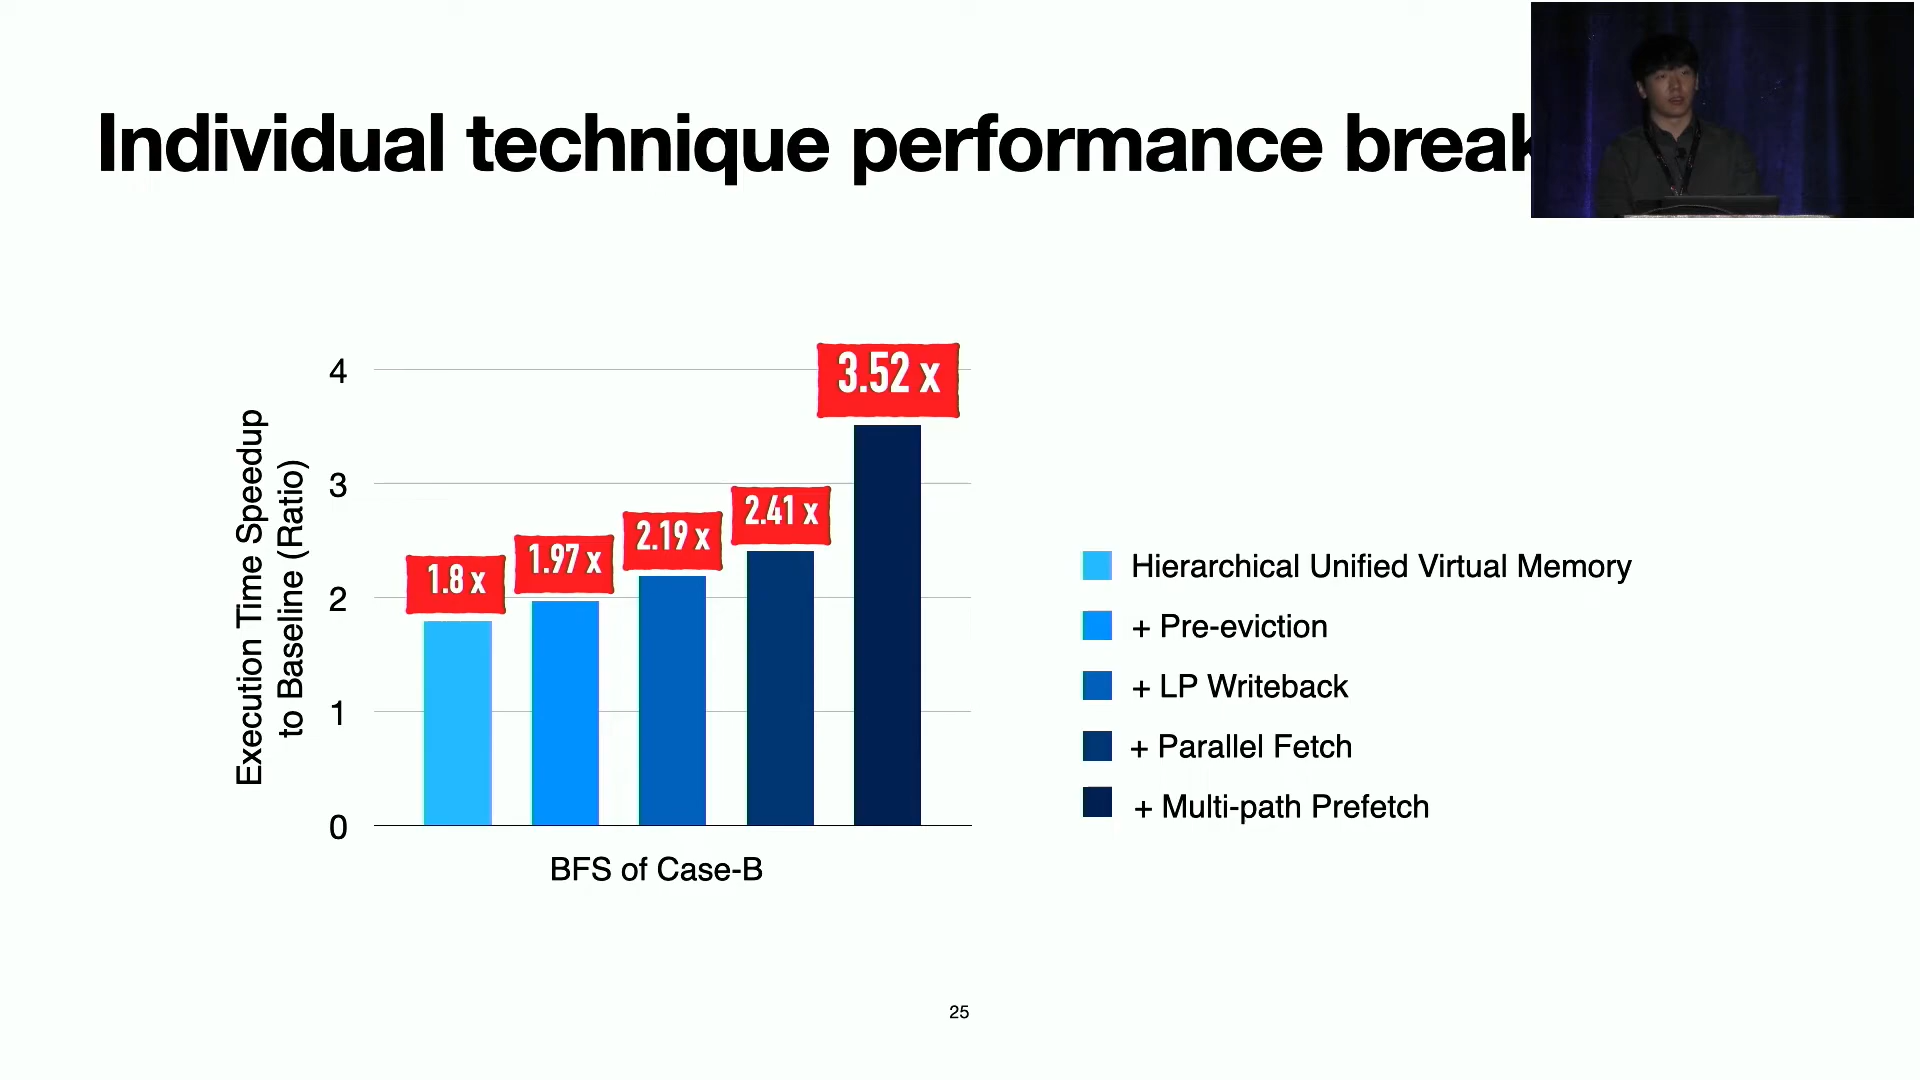 Individual technique performance break
4
3
2
1
0
Execution Time Speedup
to Baseline (Ratio)
1.8 x
1.97 x
2.19 x
2.41 x
3.52 x
BFS of Case-B
Hierarchical Unified Virtual Memory
+ Pre-eviction
+ LP Writeback
+ Parallel Fetch
+ Multi-path Prefetch
25